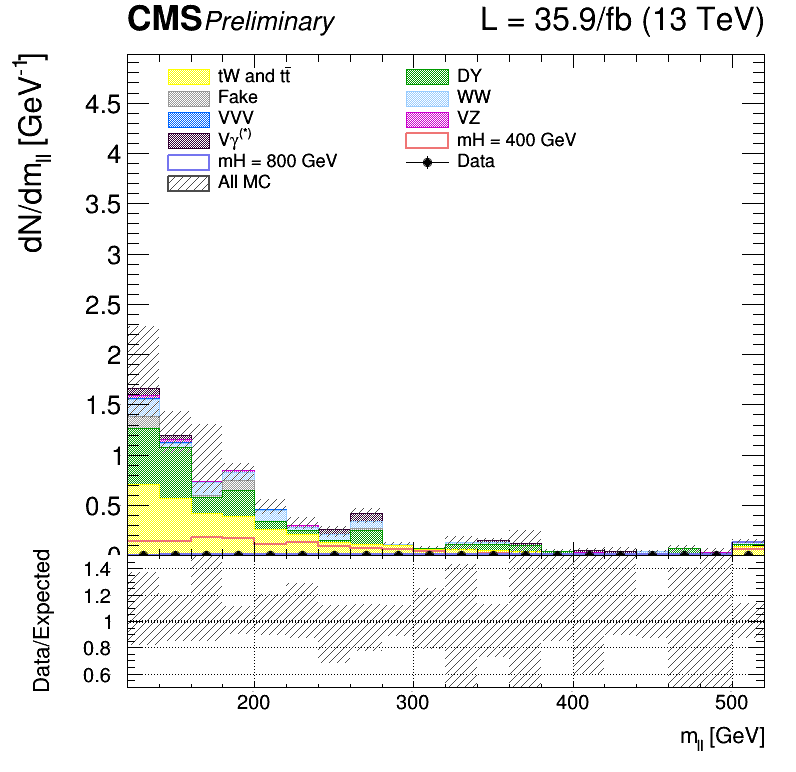 CMS Preliminary L = 35.9/fb (13 TeV)
dN/dm_ll [GeV⁻¹]
tW and tt̄ DY
Fake WW
VVV VZ
Vγ(*) mH = 400 GeV
mH = 800 GeV Data
All MC
4.5
4
3.5
3
2.5
2
1.5
1
0.5
0
Data/Expected
1.4
1.2
1
0.8
0.6
200 300 400 500
m_ll [GeV]